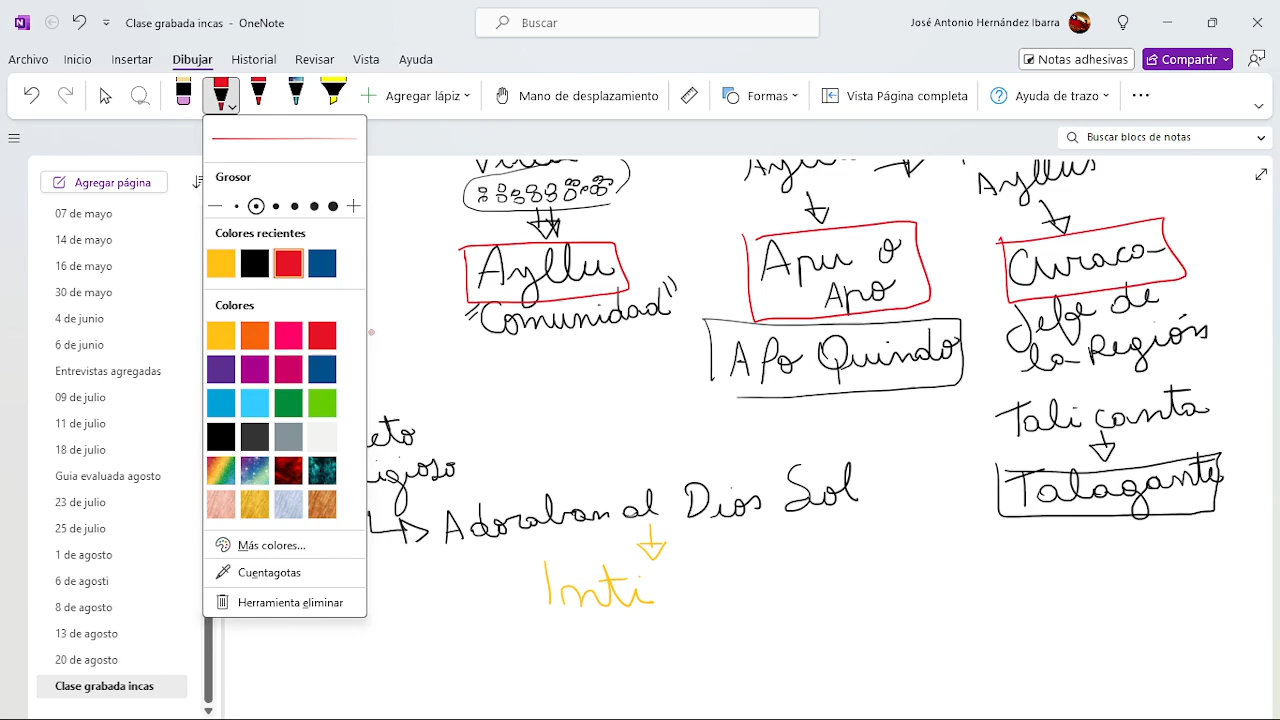 Clase grabada incas - OneNote
Buscar
José Antonio Hernández Ibarra
Archivo Inicio Insertar Dibujar Historial Revisar Vista Ayuda
Notas adhesivas
Compartir
Agregar lápiz
Mano de desplazamiento
Formas
Vista Página completa
Ayuda de trazo
Buscar blocs de notas
Agregar página
07 de mayo
14 de mayo
16 de mayo
30 de mayo
4 de junio
6 de junio
Entrevistas agregadas
09 de julio
11 de julio
18 de julio
Guia evaluada agosto
23 de julio
25 de julio
1 de agosto
6 de agosti
8 de agosto
13 de agosto
20 de agosto
Clase grabada incas
Grosor
Colores recientes
Colores
Más colores...
Cuentagotas
Herramienta eliminar
Ayllu
"Comunidad"
Apu o
Apo
Apo Quindo
Ayllus
Curaca
Jefe de
la Región
Tali canta
Talagante
eto
igioso
Adoraban al Dios Sol
Inti